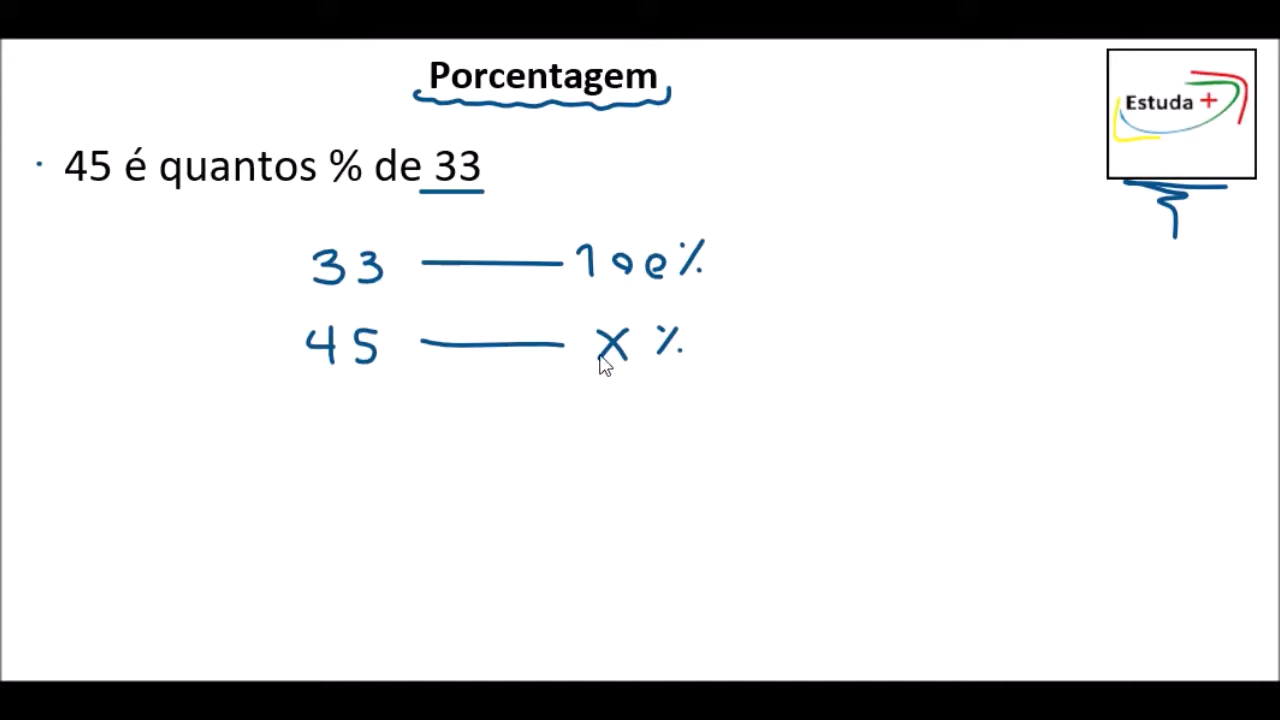 Porcentagem
Estuda +
45 é quantos % de 33
33 100%
45 x %